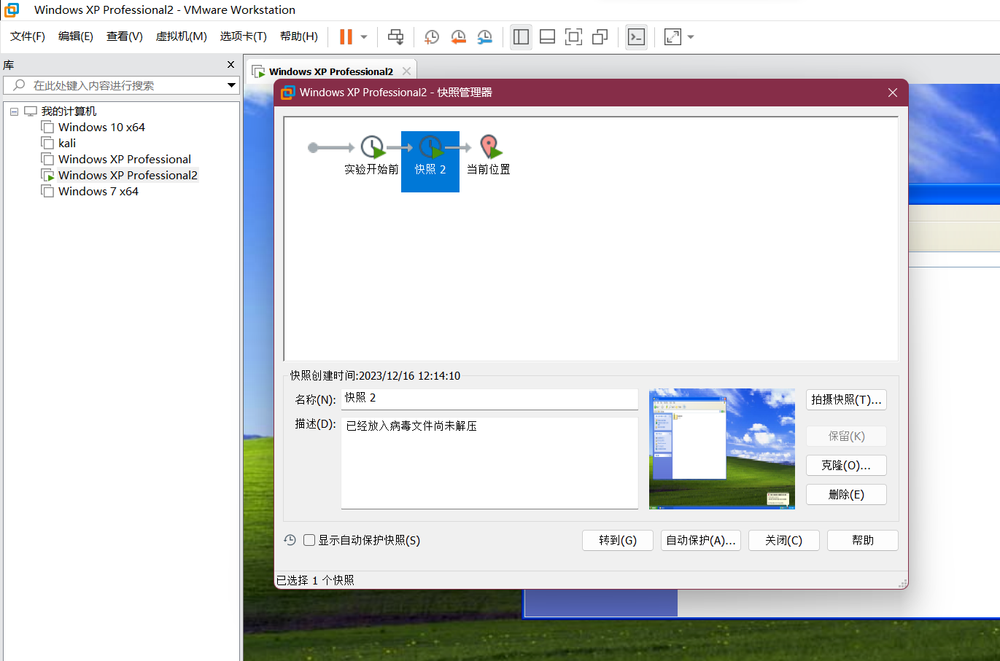 Windows XP Professional2 - VMware Workstation
文件(F) 编辑(E) 查看(V) 虚拟机(M) 选项卡(T) 帮助(H)
库
在此处键入内容进行搜索
我的计算机
Windows 10 x64
kali
Windows XP Professional
Windows XP Professional2
Windows 7 x64
Windows XP Professional2
Windows XP Professional2 - 快照管理器
实验开始前 快照 2 当前位置
快照创建时间:2023/12/16 12:14:10
名称(N): 快照 2
描述(D): 已经放入病毒文件尚未解压
拍摄快照(T)...
保留(K)
克隆(O)...
删除(E)
显示自动保护快照(S)
转到(G) 自动保护(A)... 关闭(C) 帮助
已选择 1 个快照